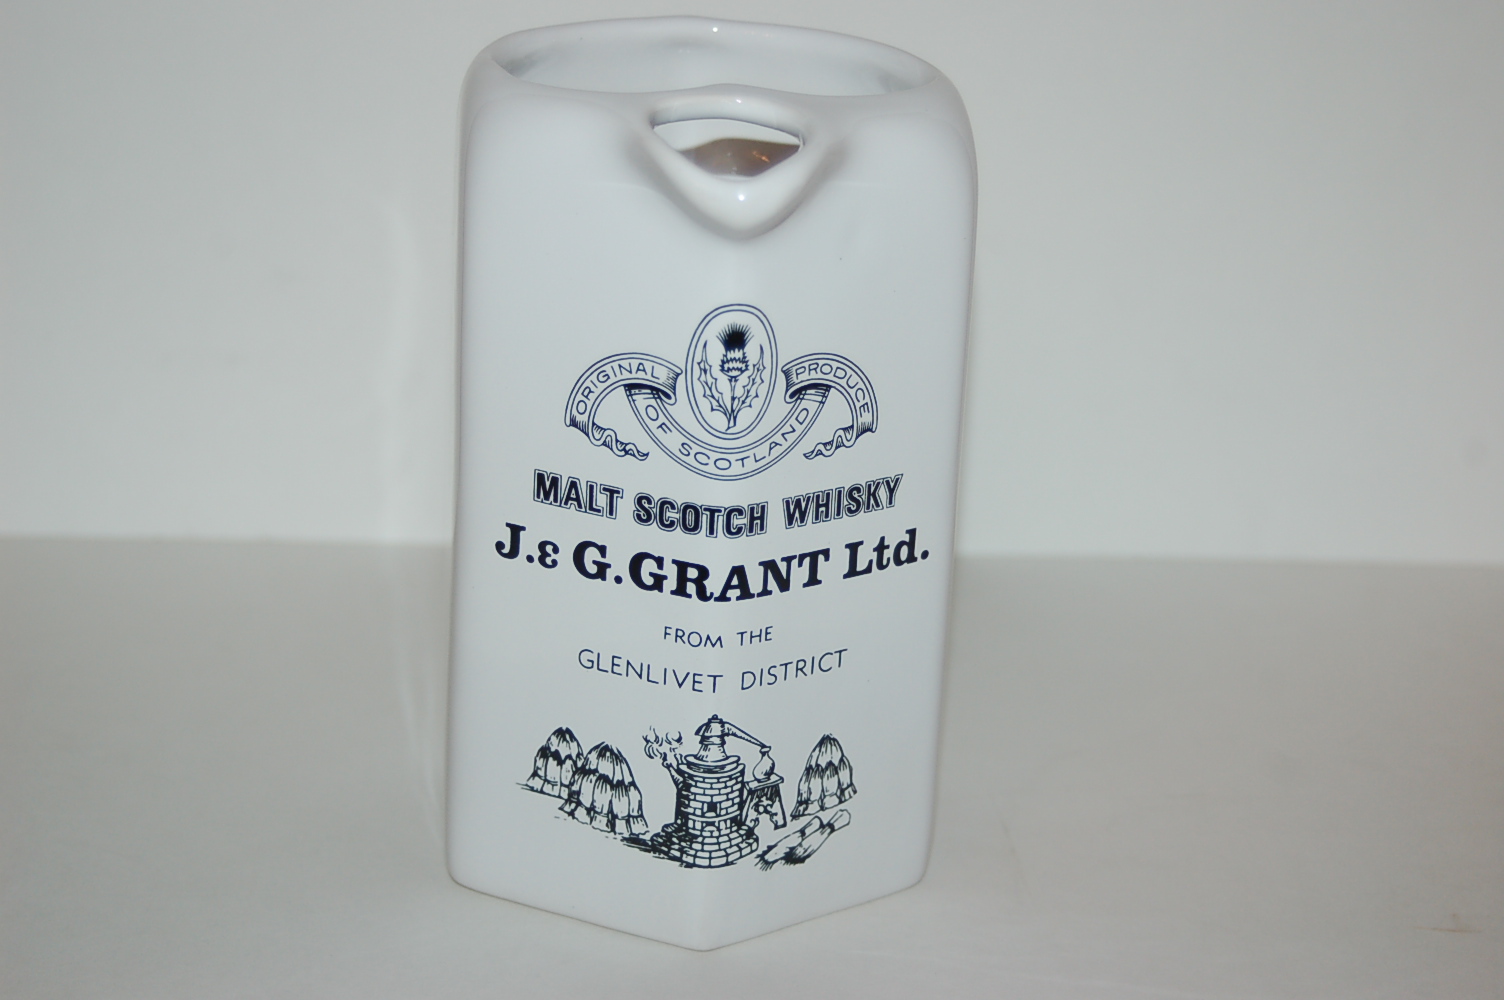 ORIGINAL PRODUCE
OF SCOTLAND
MALT SCOTCH WHISKY
J. & G. GRANT Ltd.
FROM THE
GLENLIVET DISTRICT